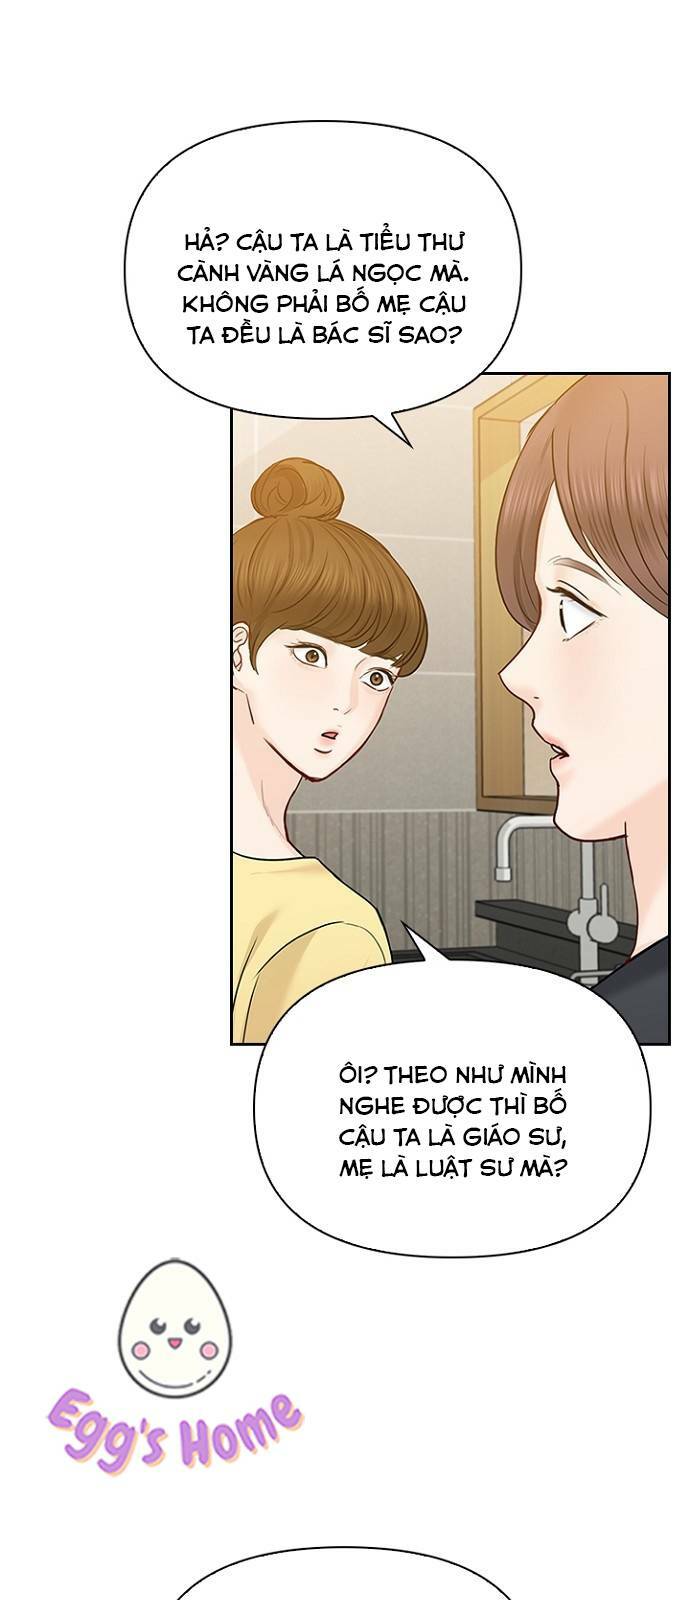 HẢ? CẬU TA LÀ TIỂU THƯ
CÀNH VÀNG LÁ NGỌC MÀ.
KHÔNG PHẢI BỐ MẸ CẬU
TA ĐỀU LÀ BÁC SĨ SAO?
ÔI? THEO NHƯ MÌNH
NGHE ĐƯỢC THÌ BỐ
CẬU TA LÀ GIÁO SƯ,
MẸ LÀ LUẬT SƯ MÀ?
Egg's Home